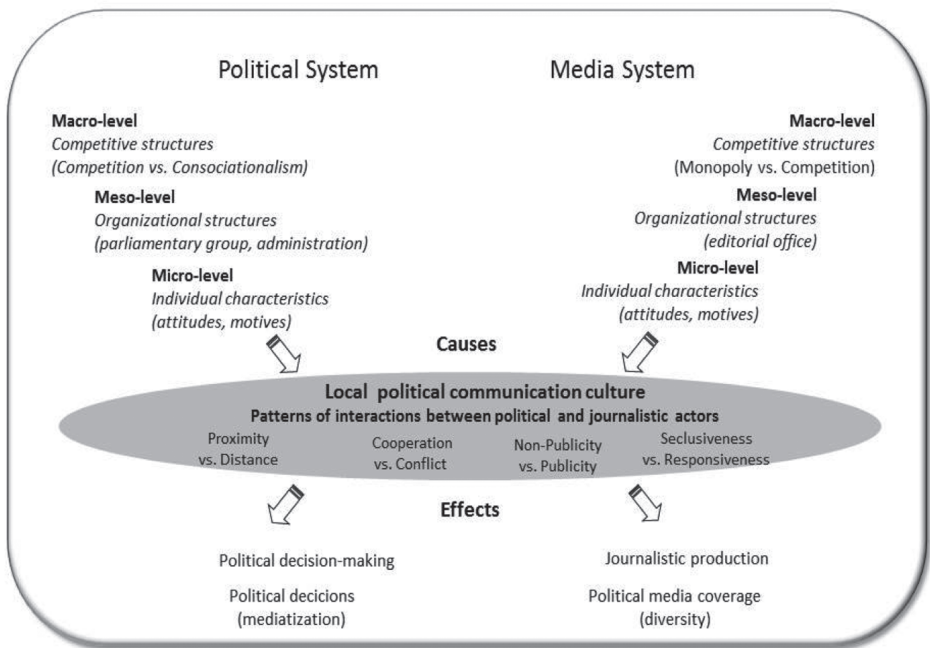 Political System
Media System
Macro-level
Competitive structures
(Competition vs. Consociationalism)
Meso-level
Organizational structures
(parliamentary group, administration)
Micro-level
Individual characteristics
(attitudes, motives)
Macro-level
Competitive structures
(Monopoly vs. Competition)
Meso-level
Organizational structures
(editorial office)
Micro-level
Individual characteristics
(attitudes, motives)
Causes
Local political communication culture
Patterns of interactions between political and journalistic actors
Proximity
vs. Distance
Cooperation
vs. Conflict
Non-Publicity
vs. Publicity
Seclusiveness
vs. Responsiveness
Effects
Political decision-making
Political decicions
(mediatization)
Journalistic production
Political media coverage
(diversity)